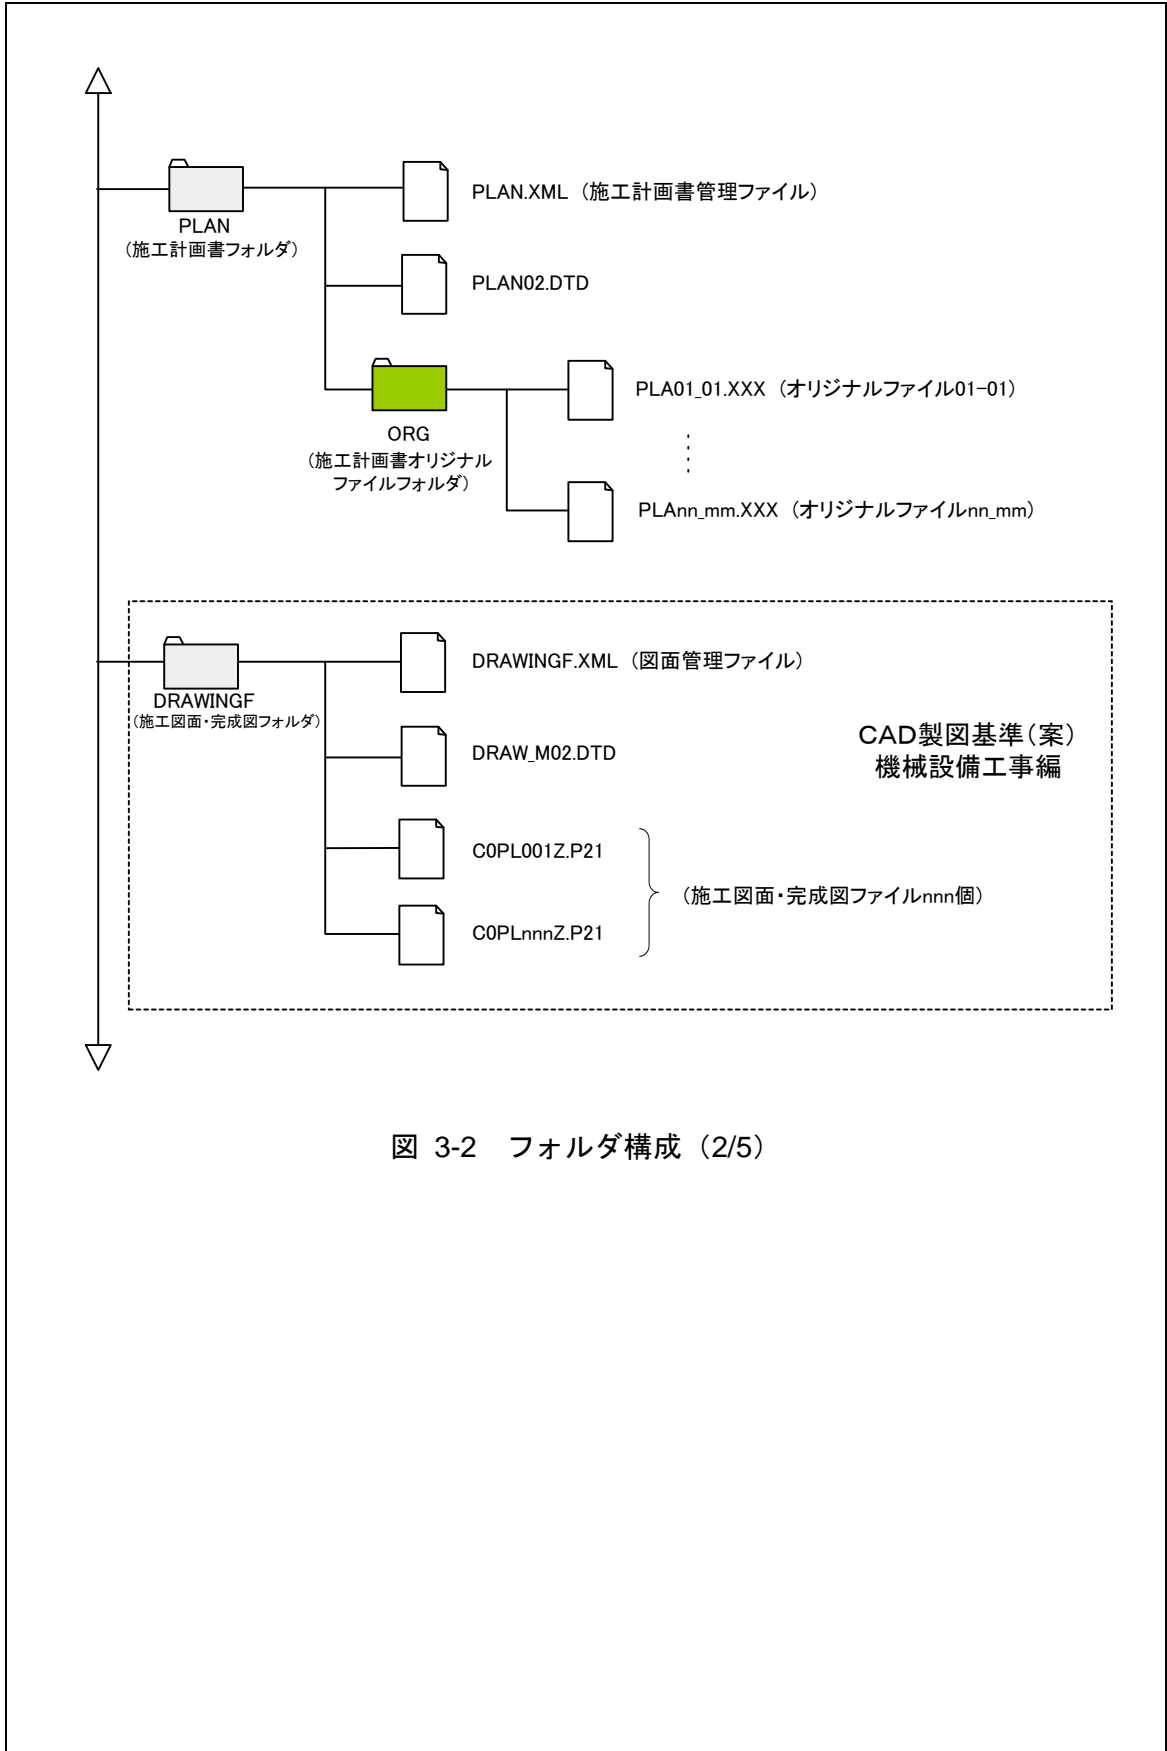 PLAN.XML（施工計画書管理ファイル）
PLAN
（施工計画書フォルダ）
PLAN02.DTD
PLA01_01.XXX（オリジナルファイル01-01）
ORG
（施工計画書オリジナル
ファイルフォルダ）
PLAnn_mm.XXX（オリジナルファイルnn_mm）
DRAWINGF.XML（図面管理ファイル）
DRAWINGF
（施工図面・完成図フォルダ）
DRAW_M02.DTD
CAD製図基準（案）
機械設備工事編
C0PL001Z.P21
（施工図面・完成図ファイルnnn個）
C0PLnnnZ.P21
図 3-2　フォルダ構成（2/5）